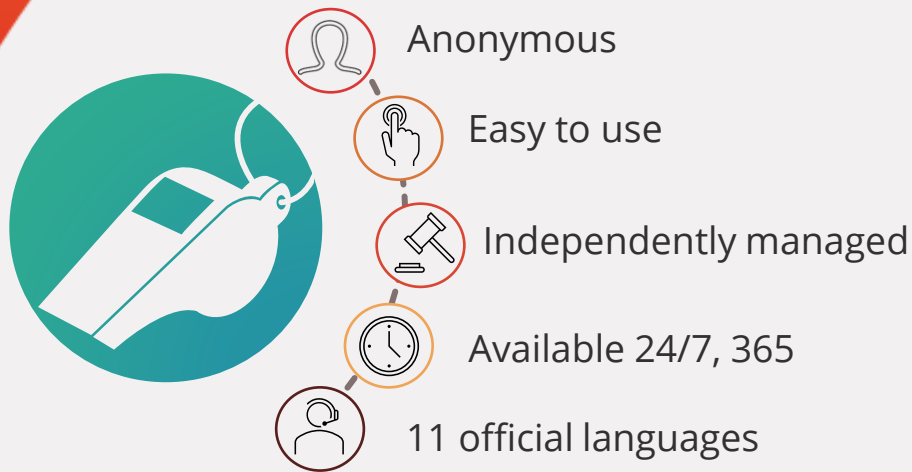 Anonymous
Easy to use
Independently managed
Available 24/7, 365
11 official languages